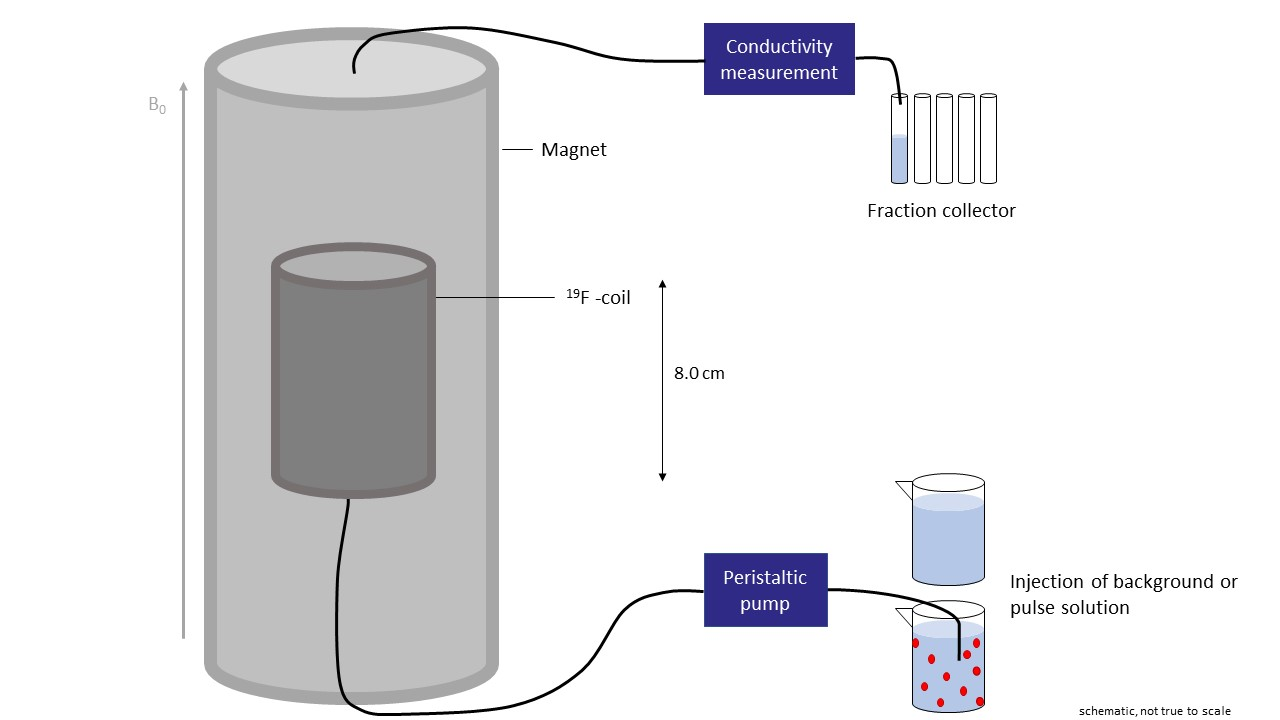 Conductivity
measurement
B₀
Magnet
Fraction collector
¹⁹F -coil
8.0 cm
Peristaltic
pump
Injection of background or
pulse solution
schematic, not true to scale